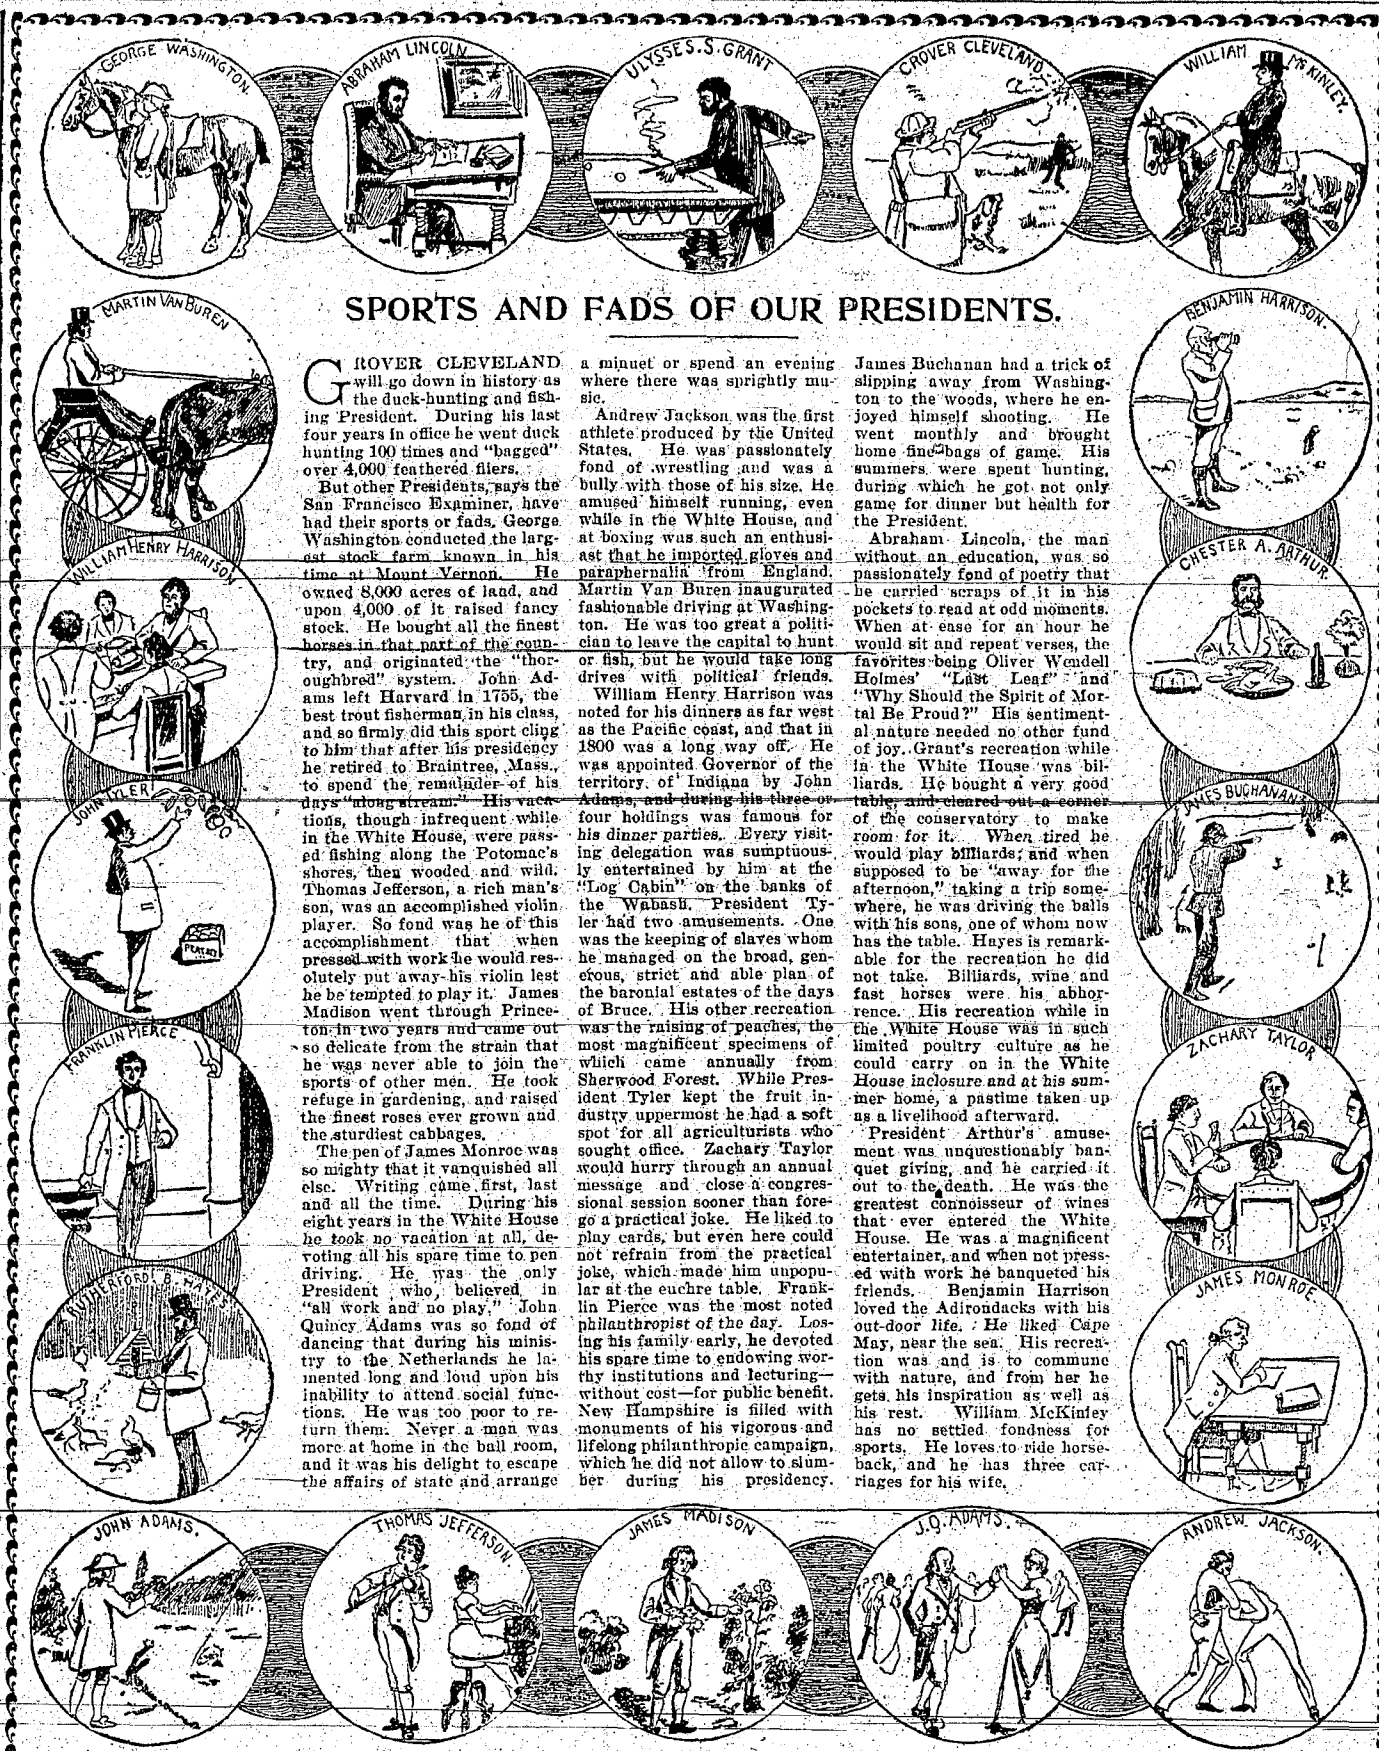 GEORGE WASHINGTON.
ABRAHAM LINCOLN
ULYSSES.S.GRANT
GROVER CLEVELAND
WILLIAM McKINLEY.
MARTIN VAN BUREN
BENJAMIN HARRISON.
SPORTS AND FADS OF OUR PRESIDENTS.
GROVER CLEVELAND
will go down in history as
the duck-hunting and fish-
ing President. During his last
four years in office he went duck
hunting 100 times and "bagged"
over 4,000 feathered fliers.
But other Presidents, says the
San Francisco Examiner, have
had their sports or fads. George
Washington conducted the larg-
est stock farm known in his
time at Mount Vernon. He
owned 8,000 acres of land, and
upon 4,000 of it raised fancy
stock. He bought all the finest
horses in that part of the coun-
try, and originated the "thor-
oughbred" system. John Ad-
ams left Harvard in 1755, the
best trout fisherman in his class,
and so firmly did this sport cling
to him that after his presidency
he retired to Braintree, Mass.,
to spend the remainder of his
days "along stream." His vaca-
tions, though infrequent while
in the White House, were pass-
ed fishing along the Potomac's
shores, then wooded and wild.
Thomas Jefferson, a rich man's
son, was an accomplished violin
player. So fond was he of this
accomplishment that when
pressed with work he would res-
olutely put away his violin lest
he be tempted to play it. James
Madison went through Prince-
ton in two years and came out
so delicate from the strain that
he was never able to join the
sports of other men. He took
refuge in gardening, and raised
the finest roses ever grown and
the sturdiest cabbages.
The pen of James Monroe was
so mighty that it vanquished all
else. Writing came first, last
and all the time. During his
eight years in the White House
he took no vacation at all, de-
voting all his spare time to pen
driving. He was the only
President who believed in
"all work and no play." John
Quincy Adams was so fond of
dancing that during his minis-
try to the Netherlands he la-
mented long and loud upon his
inability to attend social func-
tions. He was too poor to re-
turn them. Never a man was
more at home in the ball room,
and it was his delight to escape
the affairs of state and arrange
a minuet or spend an evening
where there was sprightly mu-
sic.
Andrew Jackson was the first
athlete produced by the United
States. He was passionately
fond of wrestling and was a
bully with those of his size. He
amused himself running, even
while in the White House, and
at boxing was such an enthusi-
ast that he imported gloves and
paraphernalia from England.
Martin Van Buren inaugurated
fashionable driving at Washing-
ton. He was too great a politi-
cian to leave the capital to hunt
or fish, but he would take long
drives with political friends.
William Henry Harrison was
noted for his dinners as far west
as the Pacific coast, and that in
1800 was a long way off. He
was appointed Governor of the
territory of Indiana by John
Adams, and during his three or
four holdings was famous for
his dinner parties. Every visit-
ing delegation was sumptuous-
ly entertained by him at the
"Log Cabin" on the banks of
the Wabash. President Ty-
ler had two amusements. One
was the keeping of slaves whom
he managed on the broad, gen-
erous, strict and able plan of
the baronial estates of the days
of Bruce. His other recreation
was the raising of peaches, the
most magnificent specimens of
which came annually from
Sherwood Forest. While Pres-
ident Tyler kept the fruit in-
dustry uppermost he had a soft
spot for all agriculturists who
sought office. Zachary Taylor
would hurry through an annual
message and close a congres-
sional session sooner than fore-
go a practical joke. He liked to
play cards, but even here could
not refrain from the practical
joke, which made him unpopu-
lar at the euchre table. Frank-
lin Pierce was the most noted
philanthropist of the day. Los-
ing his family early, he devoted
his spare time to endowing wor-
thy institutions and lecturing—
without cost—for public benefit.
New Hampshire is filled with
monuments of his vigorous and
lifelong philanthropic campaign,
which he did not allow to slum-
ber during his presidency.
James Buchanan had a trick of
slipping away from Washing-
ton to the woods, where he en-
joyed himself shooting. He
went monthly and brought
home fine bags of game. His
summers were spent hunting,
during which he got not only
game for dinner but health for
the President.
Abraham Lincoln, the man
without an education, was so
passionately fond of poetry that
he carried scraps of it in his
pockets to read at odd moments.
When at ease for an hour he
would sit and repeat verses, the
favorites being Oliver Wendell
Holmes' "Last Leaf" and
"Why Should the Spirit of Mor-
tal Be Proud?" His sentiment-
al nature needed no other fund
of joy. Grant's recreation while
in the White House was bil-
liards. He bought a very good
table, and cleared out a corner
of the conservatory to make
room for it. When tired he
would play billiards; and when
supposed to be "away for the
afternoon," taking a trip some-
where, he was driving the balls
with his sons, one of whom now
has the table. Hayes is remark-
able for the recreation he did
not take. Billiards, wine and
fast horses were his abhor-
rence. His recreation while in
the White House was in such
limited poultry culture as he
could carry on in the White
House inclosure and at his sum-
mer home, a pastime taken up
as a livelihood afterward.
President Arthur's amuse-
ment was unquestionably ban-
quet giving, and he carried it
out to the death. He was the
greatest connoisseur of wines
that ever entered the White
House. He was a magnificent
entertainer, and when not press-
ed with work he banqueted his
friends. Benjamin Harrison
loved the Adirondacks with his
out-door life. He liked Cape
May, near the sea. His recrea-
tion was and is to commune
with nature, and from her he
gets his inspiration as well as
his rest. William McKinley
has no settled fondness for
sports. He loves to ride horse-
back, and he has three car-
riages for his wife.
WILLIAM HENRY HARRISON
CHESTER A. ARTHUR.
JOHN TYLER
PEACHES
JAMES BUCHANAN
FRANKLIN PIERCE
ZACHARY TAYLOR
RUTHERFORD B. HAYES
JAMES MONROE.
JOHN ADAMS.
THOMAS JEFFERSON
JAMES MADISON
J.Q. ADAMS.
ANDREW JACKSON.